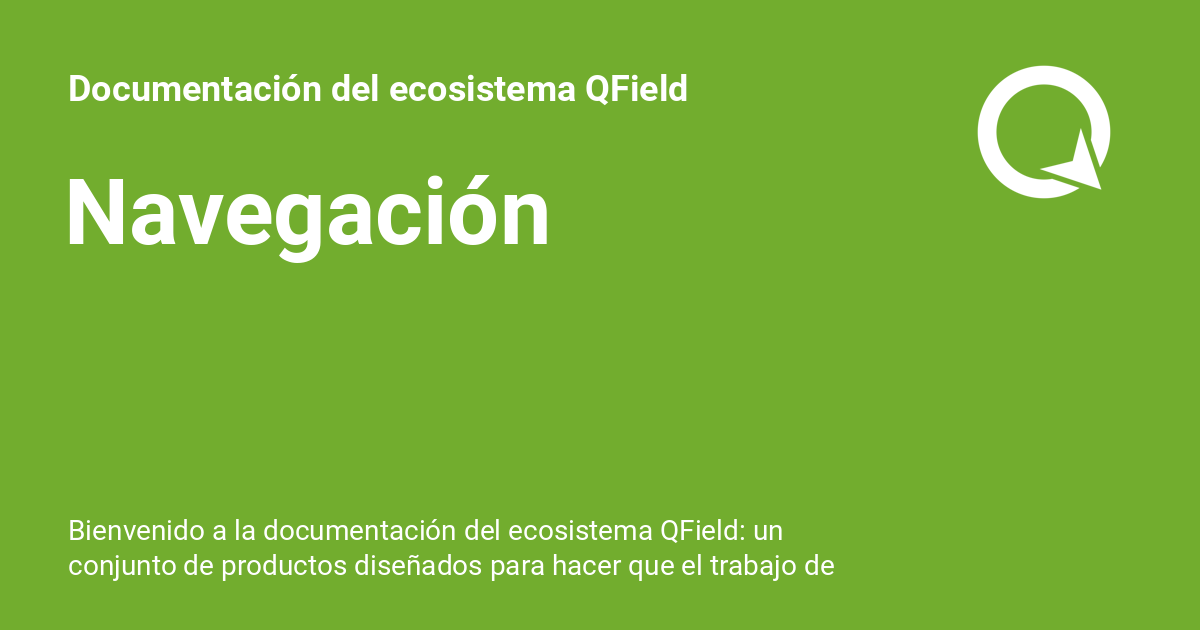 Documentación del ecosistema QField
Navegación
Bienvenido a la documentación del ecosistema QField: un
conjunto de productos diseñados para hacer que el trabajo de